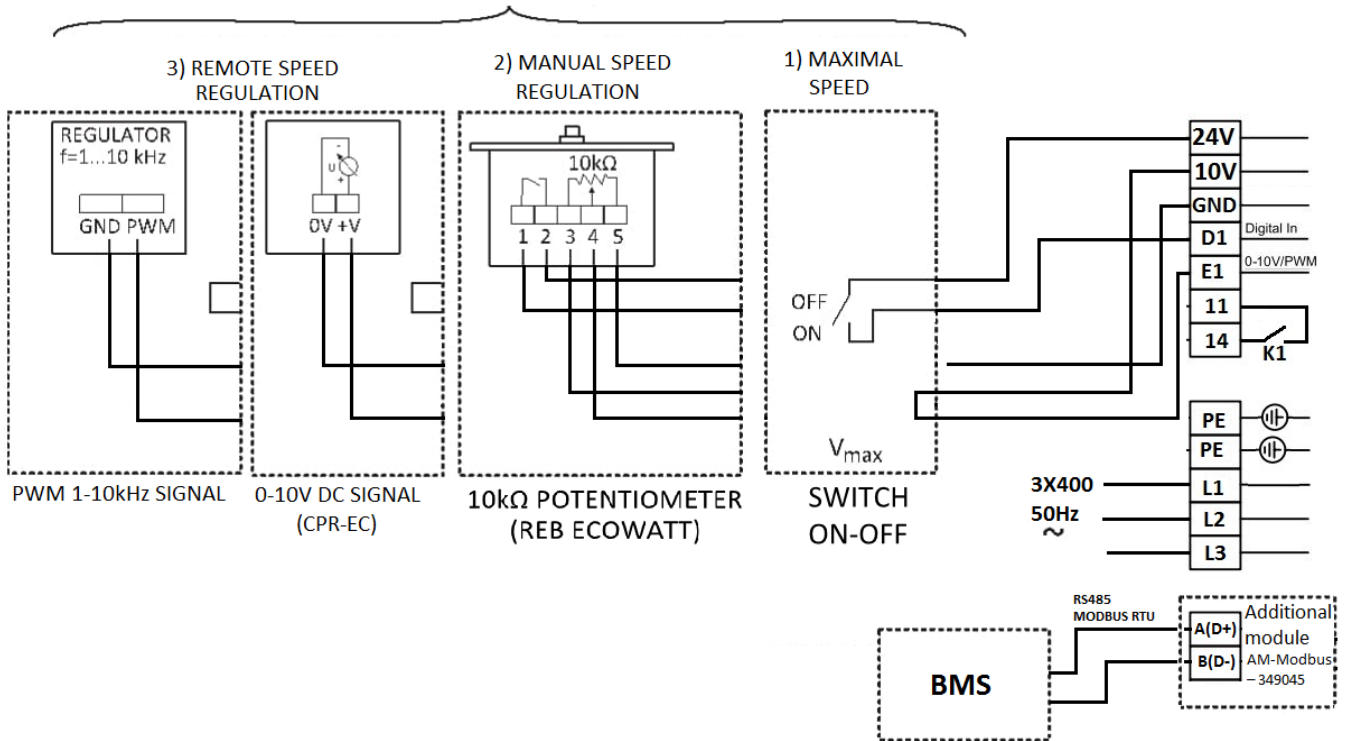 3) REMOTE SPEED
REGULATION
2) MANUAL SPEED
REGULATION
1) MAXIMAL
SPEED
REGULATOR
f=1...10 kHz
GND PWM
- 
U
+
0V +V
10kΩ
1 2 3 4 5
OFF
ON
Vmax
PWM 1-10kHz SIGNAL
0-10V DC SIGNAL
(CPR-EC)
10kΩ POTENTIOMETER
(REB ECOWATT)
SWITCH
ON-OFF
24V
10V
GND
D1 Digital In
E1 0-10V/PWM
11
14
K1
PE
PE
3X400 L1
50Hz L2
~
L3
RS485
MODBUS RTU
BMS
A(D+)
B(D-)
Additional
module
AM-Modbus
– 349045